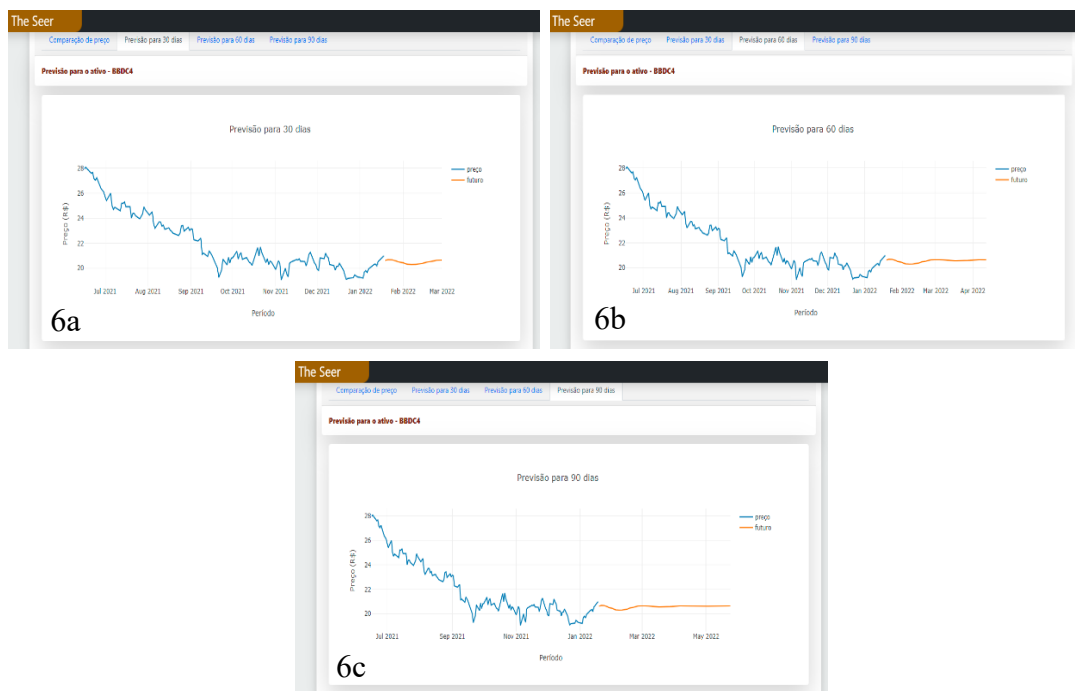 The Seer
Comparação de preço Previsão para 30 dias Previsão para 60 dias Previsão para 90 dias
Previsão para o ativo - BBDC4
Previsão para 30 dias
preço
futuro
28
26
24
22
20
Preço (R$)
Jul 2021 Aug 2021 Sep 2021 Oct 2021 Nov 2021 Dec 2021 Jan 2022 Feb 2022 Mar 2022
Período
6a
The Seer
Comparação de preço Previsão para 30 dias Previsão para 60 dias Previsão para 90 dias
Previsão para o ativo - BBDC4
Previsão para 60 dias
preço
futuro
28
26
24
22
20
Preço (R$)
Jul 2021 Aug 2021 Sep 2021 Oct 2021 Nov 2021 Dec 2021 Jan 2022 Feb 2022 Mar 2022 Apr 2022
Período
6b
The Seer
Comparação de preço Previsão para 30 dias Previsão para 60 dias Previsão para 90 dias
Previsão para o ativo - BBDC4
Previsão para 90 dias
preço
futuro
28
26
24
22
20
Preço (R$)
Jul 2021 Sep 2021 Nov 2021 Jan 2022 Mar 2022 May 2022
Período
6c